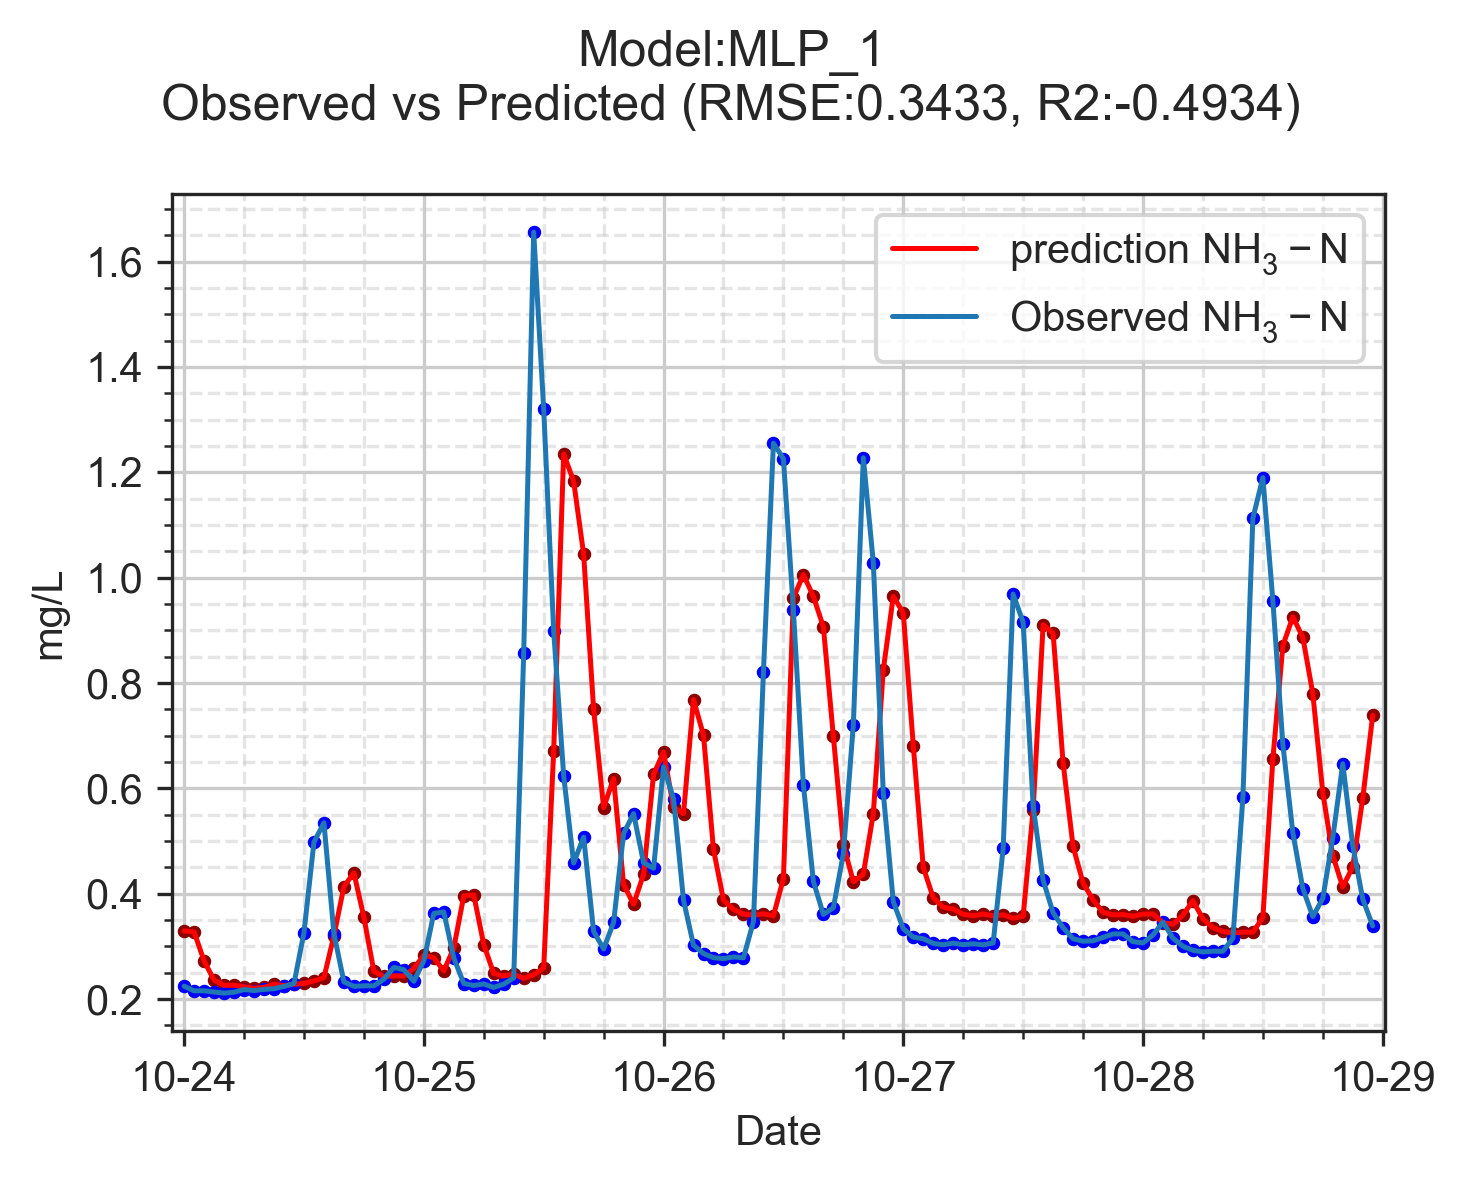 Model:MLP_1
Observed vs Predicted (RMSE:0.3433, R2:-0.4934)
prediction NH₃ − N
Observed NH₃ − N
1.6
1.4
1.2
1.0
0.8
0.6
0.4
0.2
mg/L
10-24 10-25 10-26 10-27 10-28 10-29
Date